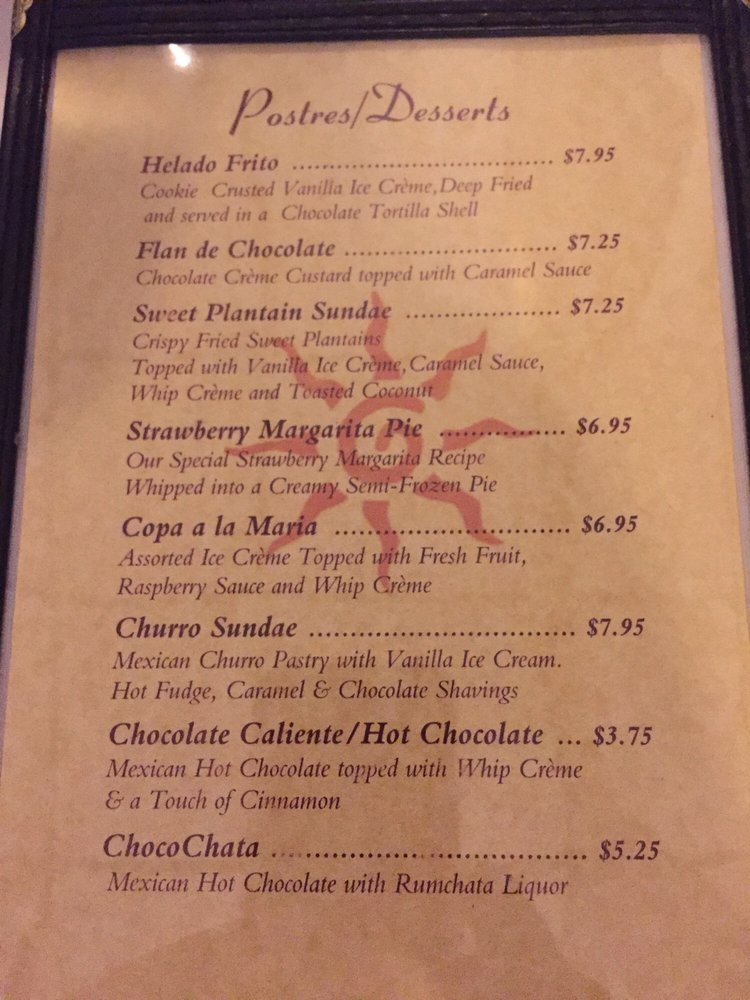 Postres/Desserts
Helado Frito ................................ $7.95
Cookie Crusted Vanilla Ice Crème, Deep Fried
and served in a Chocolate Tortilla Shell
Flan de Chocolate .......................... $7.25
Chocolate Crème Custard topped with Caramel Sauce
Sweet Plantain Sundae ................... $7.25
Crispy Fried Sweet Plantains
Topped with Vanilla Ice Crème, Caramel Sauce,
Whip Crème and Toasted Coconut
Strawberry Margarita Pie ................ $6.95
Our Special Strawberry Margarita Recipe
Whipped into a Creamy Semi-Frozen Pie
Copa a la Maria ............................. $6.95
Assorted Ice Crème Topped with Fresh Fruit,
Raspberry Sauce and Whip Crème
Churro Sundae ................................ $7.95
Mexican Churro Pastry with Vanilla Ice Cream.
Hot Fudge, Caramel & Chocolate Shavings
Chocolate Caliente/Hot Chocolate ... $3.75
Mexican Hot Chocolate topped with Whip Crème
& a Touch of Cinnamon
ChocoChata ...................................... $5.25
Mexican Hot Chocolate with Rumchata Liquor